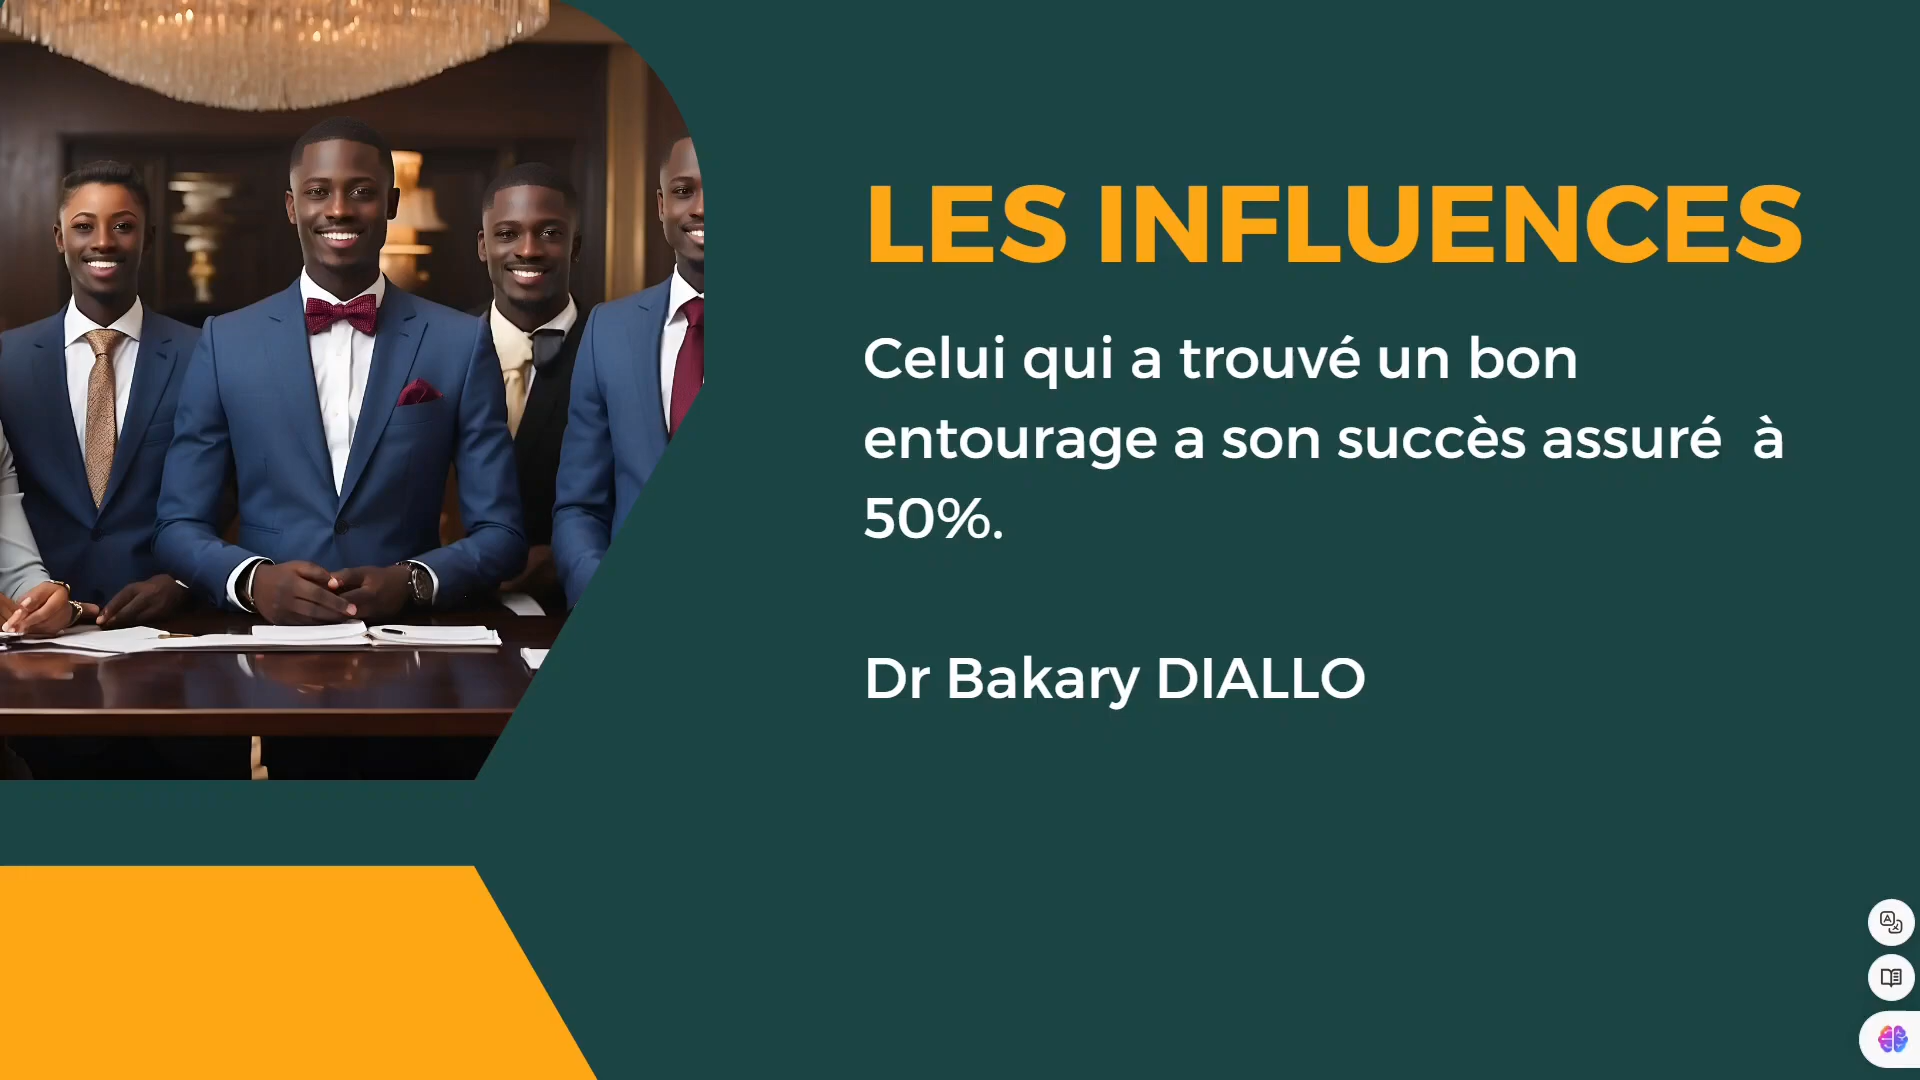 LES INFLUENCES
Celui qui a trouvé un bon
entourage a son succès assuré  à
50%.
Dr Bakary DIALLO